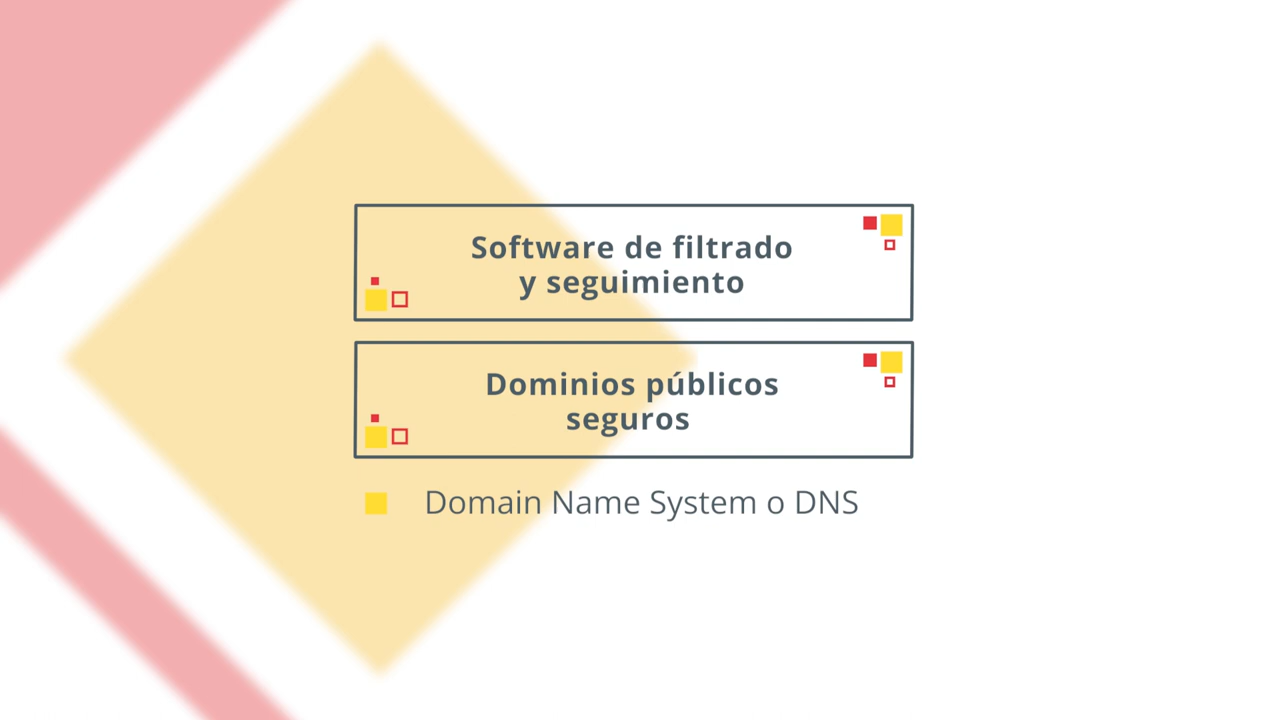 Software de filtrado
y seguimiento
Dominios públicos
seguros
Domain Name System o DNS